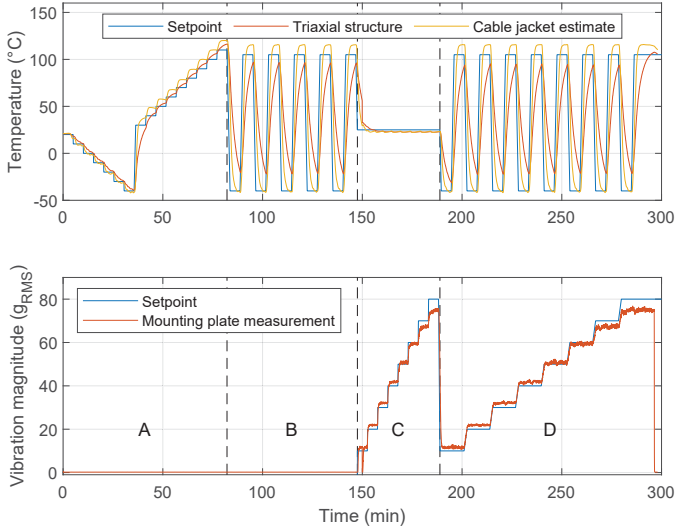 Setpoint Triaxial structure Cable jacket estimate
Temperature (°C)
150
100
50
0
-50
0 50 100 150 200 250 300
Setpoint
Mounting plate measurement
Vibration magnitude (gRMS)
80
60
40
20
0
A B C D
0 50 100 150 200 250 300
Time (min)